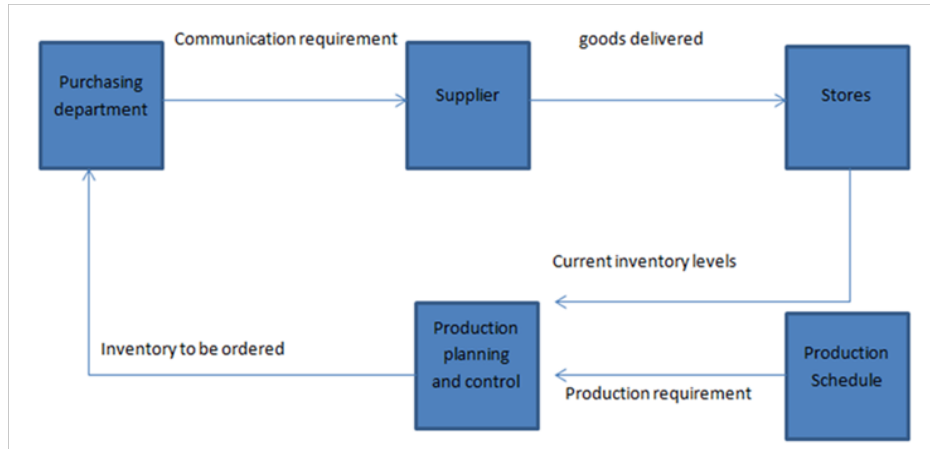 Communication requirement
goods delivered
Purchasing
department
Supplier
Stores
Current inventory levels
Production
planning
and control
Inventory to be ordered
Production
Schedule
Production requirement